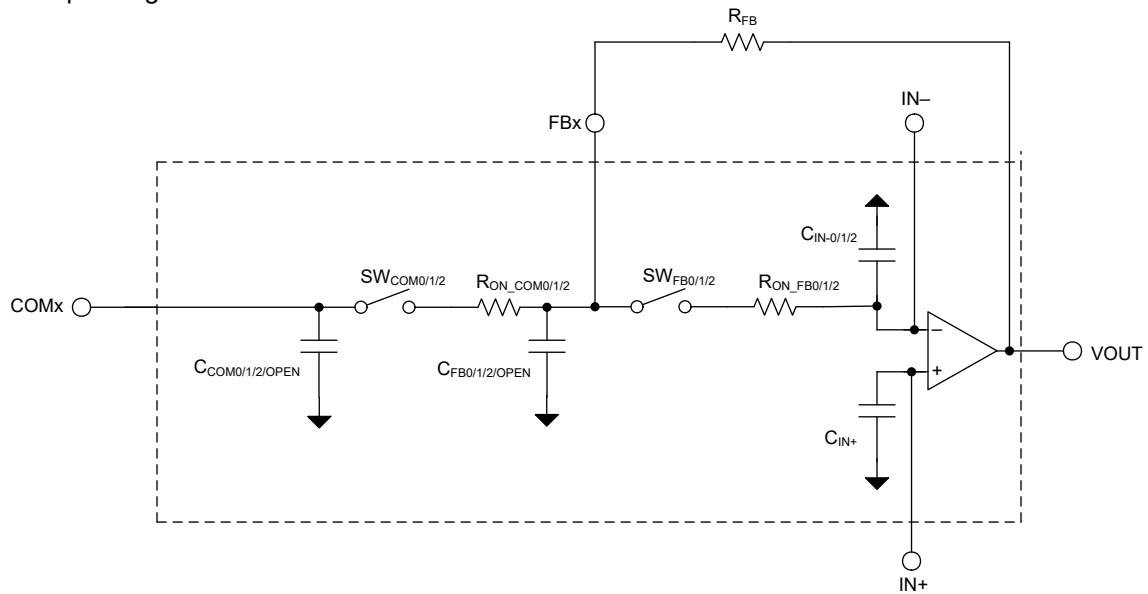 R_FB
IN–
FBx
C_IN-0/1/2
SW_COM0/1/2
R_ON_COM0/1/2
SW_FB0/1/2
R_ON_FB0/1/2
COMx
–
VOUT
+
C_COM0/1/2/OPEN
C_FB0/1/2/OPEN
C_IN+
IN+